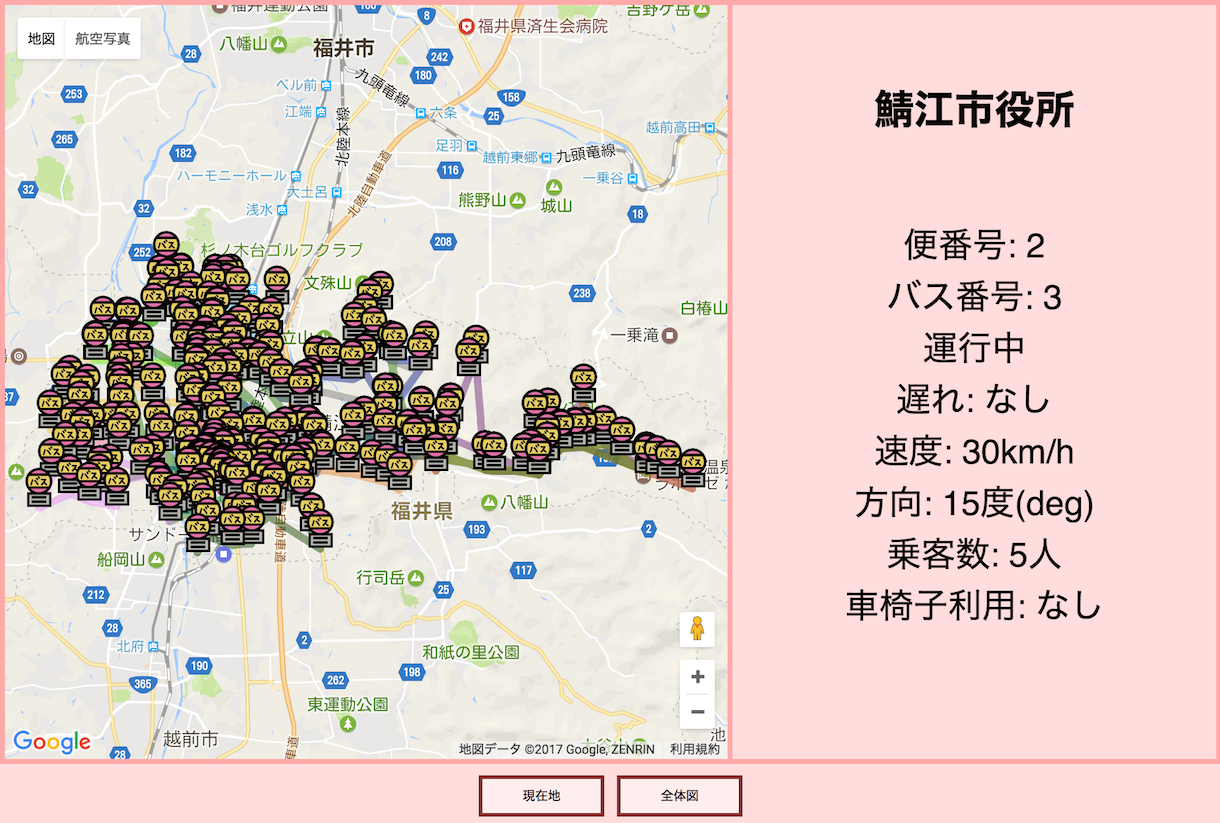 地図
航空写真
福井運動公園
8
吉野ケ岳
福井県済生会病院
八幡山
福井市
28
242
ベル前
180
九頭竜線
253
158
江端
六条
25
北陸本線
越前高田
265
足羽
182
越前東郷
九頭竜線
116
ハーモニーホール
一乗谷
32
大土呂
北陸自動車道
熊野山
城山
32
浅水
18
252
杉ノ木台ゴルフクラブ
208
バス
文殊山
238
白椿山
立山
一乗滝
福井県
八幡山
193
2
サンドー
船岡山
自動車道
行司岳
117
25
212
28
北府
2
和紙の里公園
190
198
262
365
東運動公園
越前市
28
Google
地図データ ©2017 Google, ZENRIN
利用規約
鯖江市役所
便番号: 2
バス番号: 3
運行中
遅れ: なし
速度: 30km/h
方向: 15度(deg)
乗客数: 5人
車椅子利用: なし
現在地
全体図